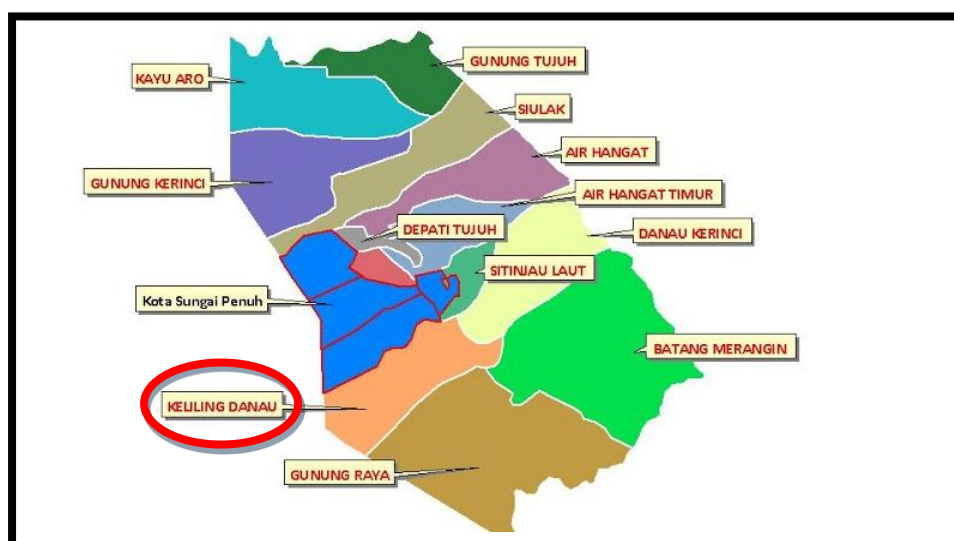 GUNUNG TUJUH
KAYU ARO
SIULAK
AIR HANGAT
GUNUNG KERINCI
AIR HANGAT TIMUR
DEPATI TUJUH
DANAU KERINCI
SITINJAU LAUT
Kota Sungai Penuh
BATANG MERANGIN
KELILING DANAU
GUNUNG RAYA